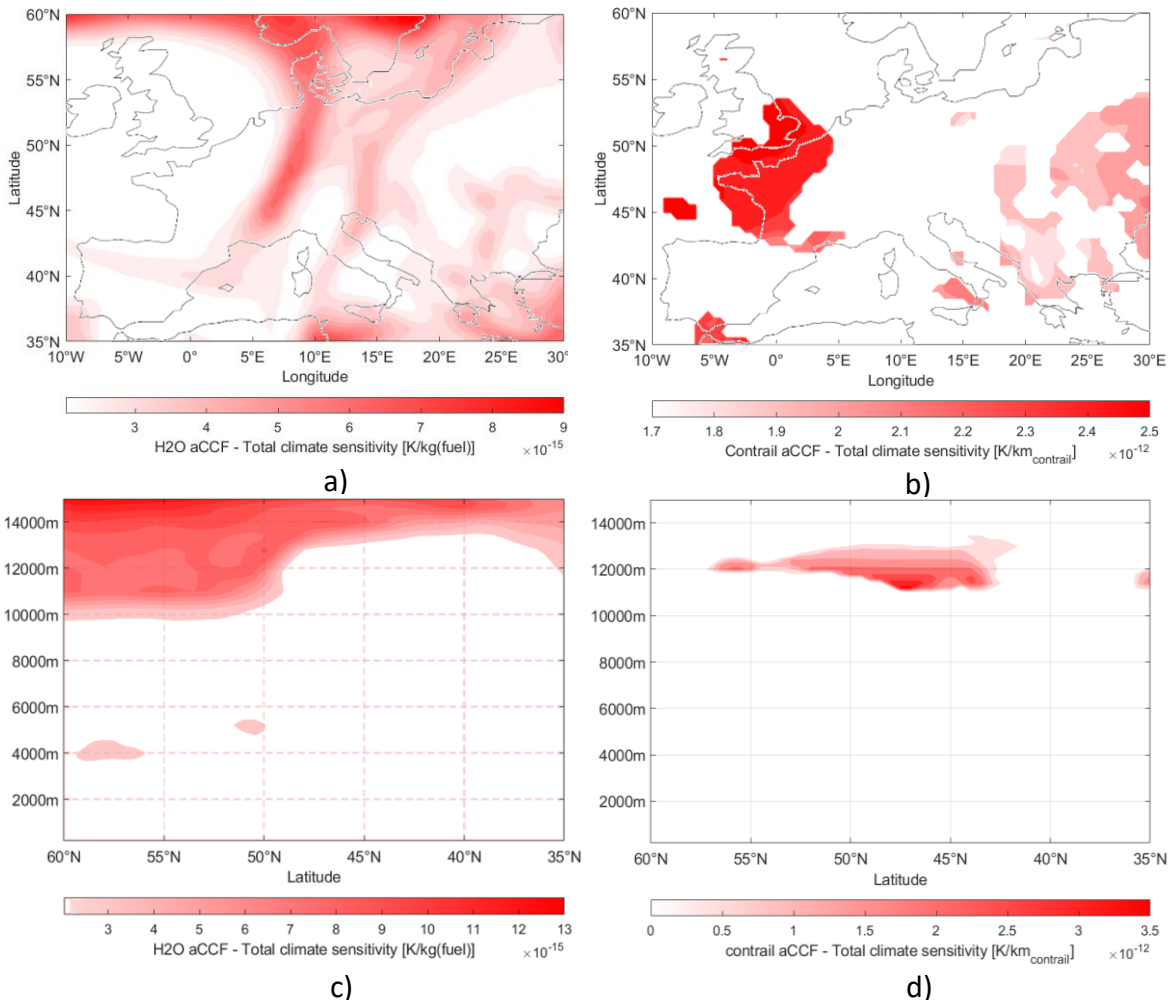 60°N
55°N
50°N
45°N
40°N
35°N
Latitude
10°W 5°W 0°E 5°E 10°E 15°E 20°E 25°E 30°E
Longitude
3 4 5 6 7 8 9
H2O aCCF - Total climate sensitivity [K/kg(fuel)]
×10-15
a)
60°N
55°N
50°N
45°N
40°N
35°N
Latitude
10°W 5°W 0°E 5°E 10°E 15°E 20°E 25°E 30°E
Longitude
1.7 1.8 1.9 2 2.1 2.2 2.3 2.4 2.5
Contrail aCCF - Total climate sensitivity [K/kmcontrail]
×10-12
b)
14000m
12000m
10000m
8000m
6000m
4000m
2000m
60°N 55°N 50°N 45°N 40°N 35°N
Latitude
3 4 5 6 7 8 9 10 11 12 13
H2O aCCF - Total climate sensitivity [K/kg(fuel)]
×10-15
c)
14000m
12000m
10000m
8000m
6000m
4000m
2000m
60°N 55°N 50°N 45°N 40°N 35°N
Latitude
0 0.5 1 1.5 2 2.5 3 3.5
contrail aCCF - Total climate sensitivity [K/kmcontrail]
×10-12
d)